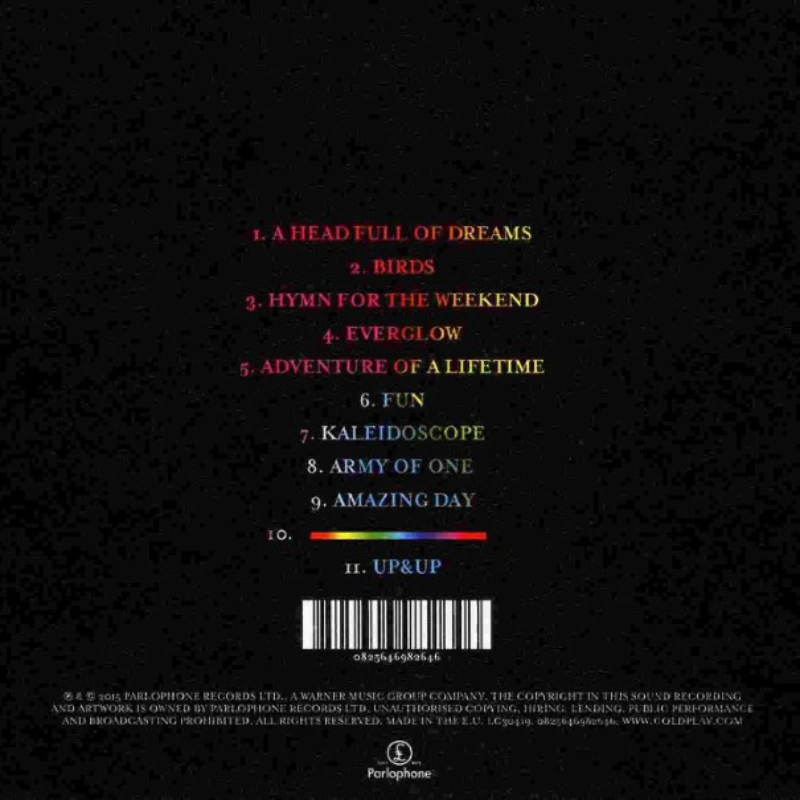 1. A HEAD FULL OF DREAMS
2. BIRDS
3. HYMN FOR THE WEEKEND
4. EVERGLOW
5. ADVENTURE OF A LIFETIME
6. FUN
7. KALEIDOSCOPE
8. ARMY OF ONE
9. AMAZING DAY
10.
11. UP&UP
0825646982646
℗ & © 2015 PARLOPHONE RECORDS LTD., A WARNER MUSIC GROUP COMPANY. THE COPYRIGHT IN THIS SOUND RECORDING
AND ARTWORK IS OWNED BY PARLOPHONE RECORDS LTD. UNAUTHORISED COPYING, HIRING, LENDING, PUBLIC PERFORMANCE
AND BROADCASTING PROHIBITED. ALL RIGHTS RESERVED. MADE IN THE E.U. LC30419. 0825646982646. WWW.COLDPLAY.COM
£
Parlophone